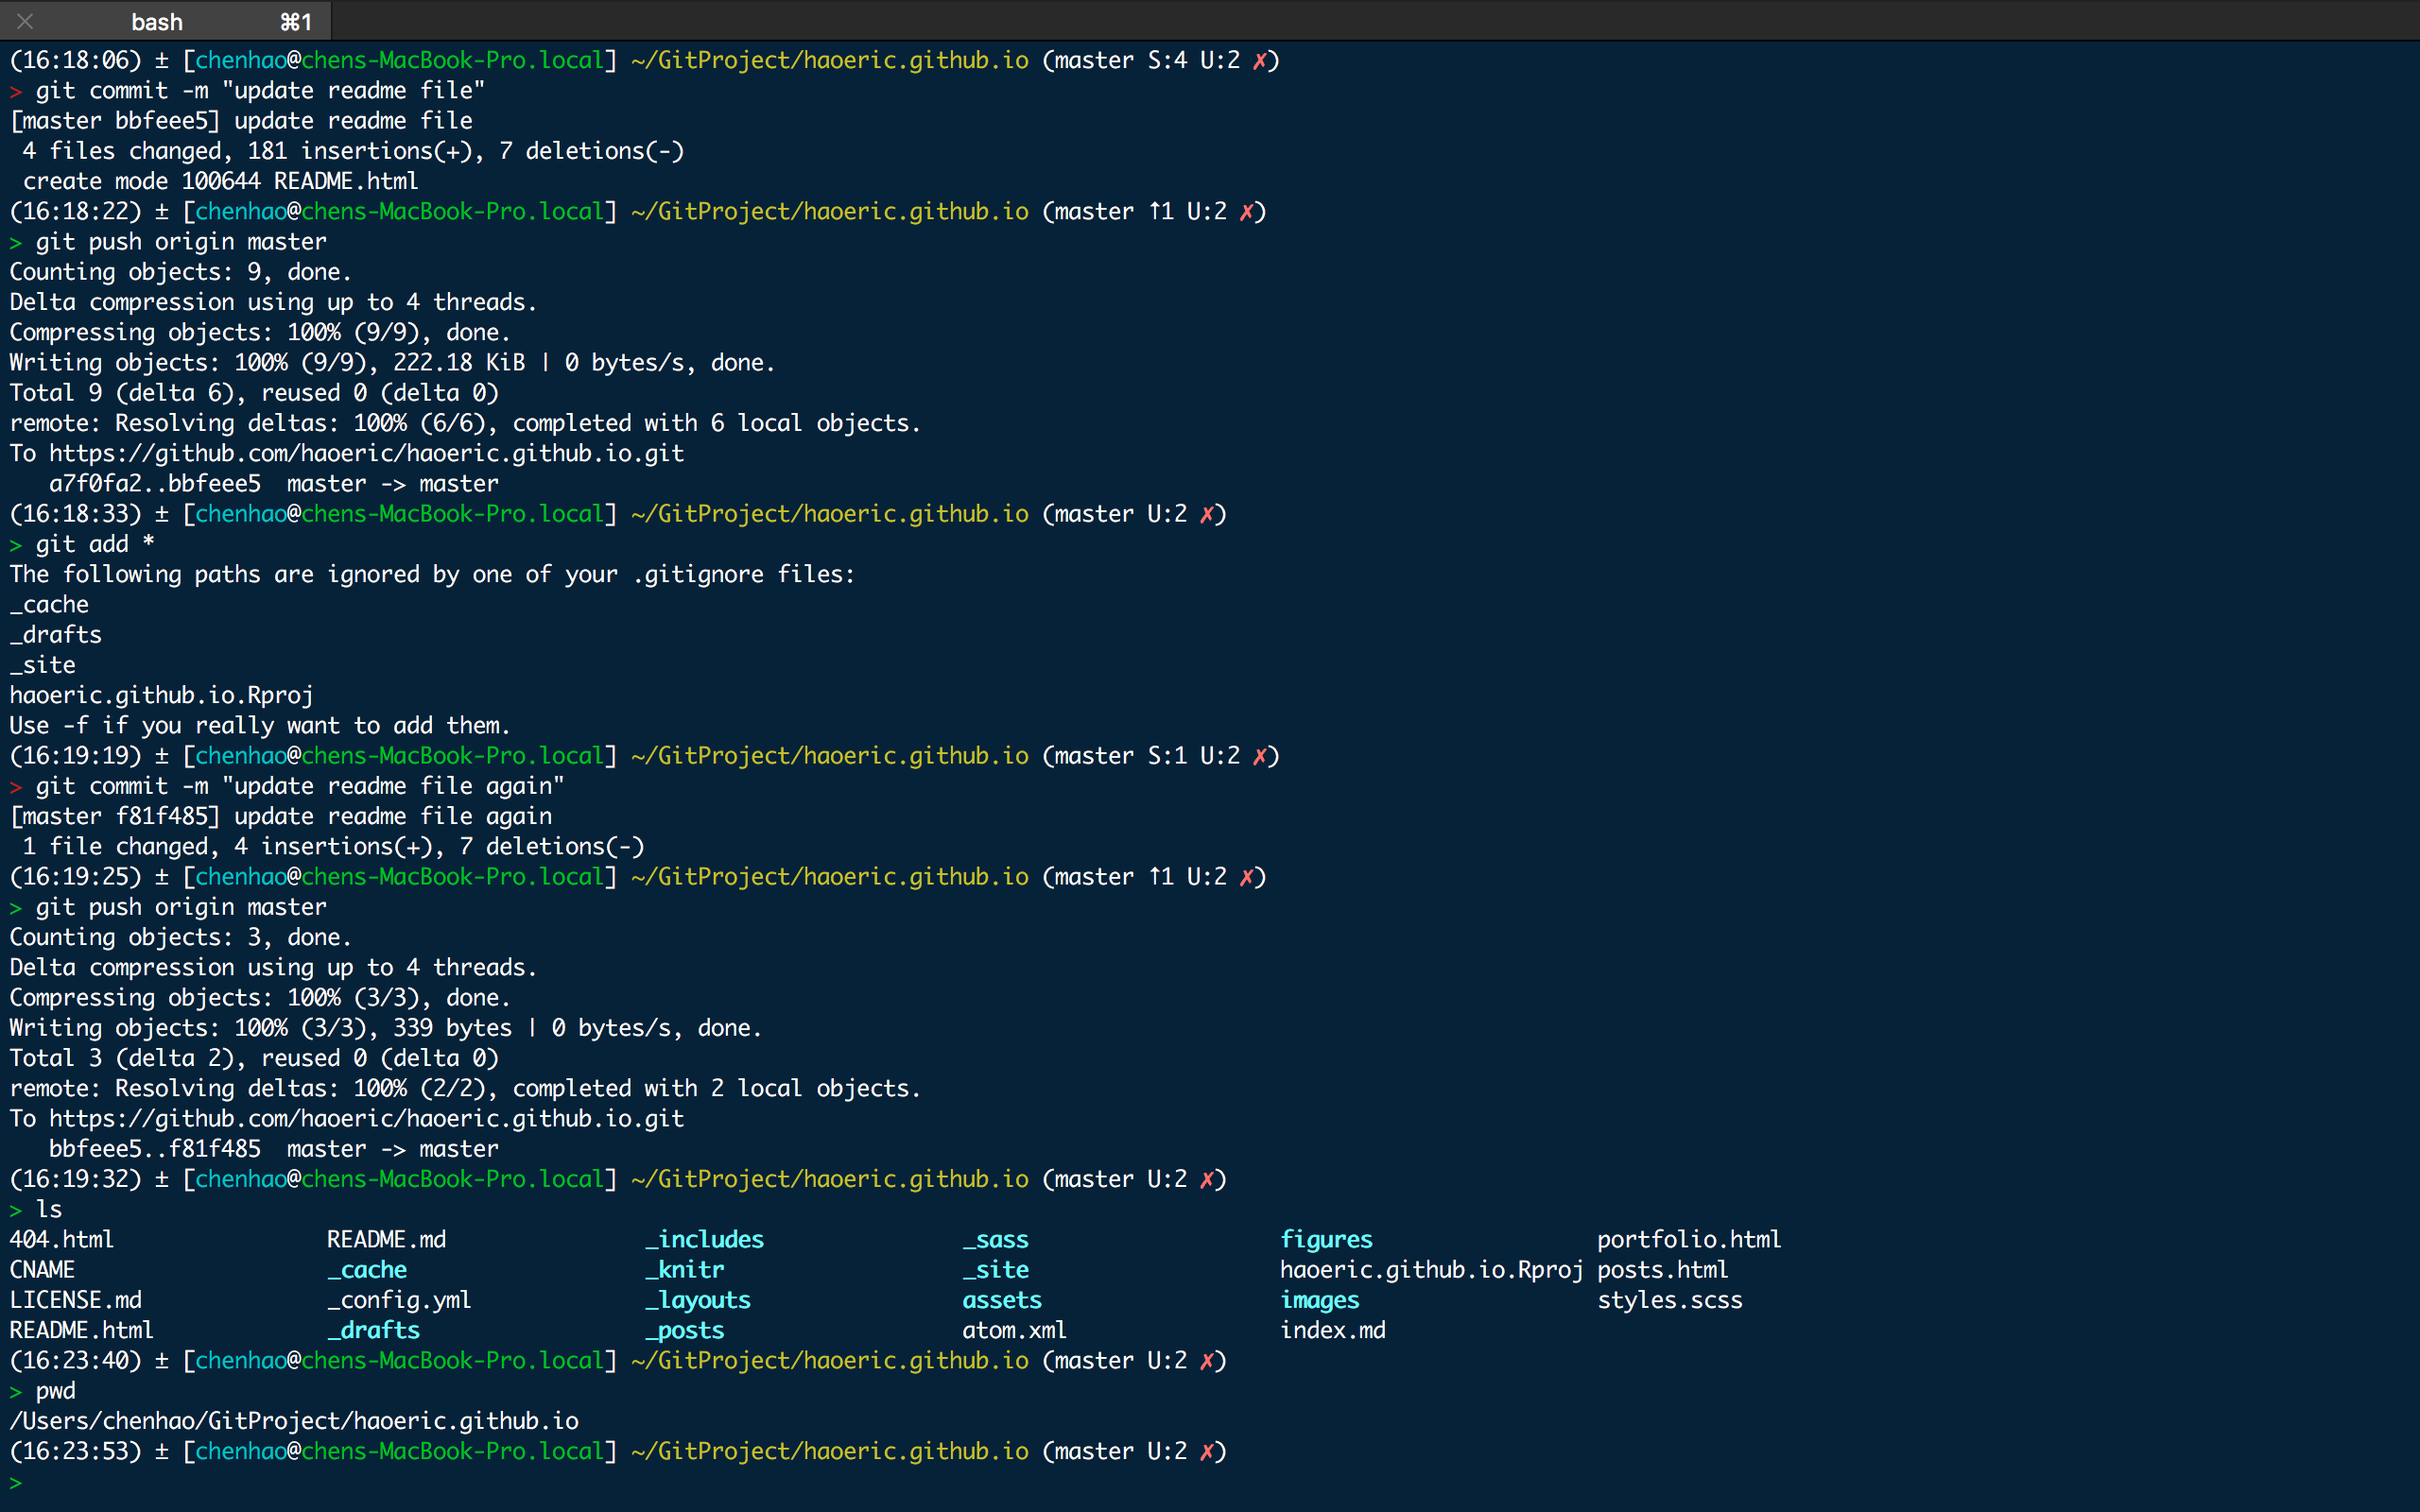 bash ⌘1
(16:18:06) ± [chenhao@chens-MacBook-Pro.local] ~/GitProject/haoeric.github.io (master S:4 U:2 ✗)
> git commit -m "update readme file"
[master bbfeee5] update readme file
 4 files changed, 181 insertions(+), 7 deletions(-)
 create mode 100644 README.html
(16:18:22) ± [chenhao@chens-MacBook-Pro.local] ~/GitProject/haoeric.github.io (master ↑1 U:2 ✗)
> git push origin master
Counting objects: 9, done.
Delta compression using up to 4 threads.
Compressing objects: 100% (9/9), done.
Writing objects: 100% (9/9), 222.18 KiB | 0 bytes/s, done.
Total 9 (delta 6), reused 0 (delta 0)
remote: Resolving deltas: 100% (6/6), completed with 6 local objects.
To https://github.com/haoeric/haoeric.github.io.git
   a7f0fa2..bbfeee5  master -> master
(16:18:33) ± [chenhao@chens-MacBook-Pro.local] ~/GitProject/haoeric.github.io (master U:2 ✗)
> git add *
The following paths are ignored by one of your .gitignore files:
_cache
_drafts
_site
haoeric.github.io.Rproj
Use -f if you really want to add them.
(16:19:19) ± [chenhao@chens-MacBook-Pro.local] ~/GitProject/haoeric.github.io (master S:1 U:2 ✗)
> git commit -m "update readme file again"
[master f81f485] update readme file again
 1 file changed, 4 insertions(+), 7 deletions(-)
(16:19:25) ± [chenhao@chens-MacBook-Pro.local] ~/GitProject/haoeric.github.io (master ↑1 U:2 ✗)
> git push origin master
Counting objects: 3, done.
Delta compression using up to 4 threads.
Compressing objects: 100% (3/3), done.
Writing objects: 100% (3/3), 339 bytes | 0 bytes/s, done.
Total 3 (delta 2), reused 0 (delta 0)
remote: Resolving deltas: 100% (2/2), completed with 2 local objects.
To https://github.com/haoeric/haoeric.github.io.git
   bbfeee5..f81f485  master -> master
(16:19:32) ± [chenhao@chens-MacBook-Pro.local] ~/GitProject/haoeric.github.io (master U:2 ✗)
> ls
404.html README.md _includes _sass figures portfolio.html
CNAME _cache _knitr _site haoeric.github.io.Rproj posts.html
LICENSE.md _config.yml _layouts assets images styles.scss
README.html _drafts _posts atom.xml index.md
(16:23:40) ± [chenhao@chens-MacBook-Pro.local] ~/GitProject/haoeric.github.io (master U:2 ✗)
> pwd
/Users/chenhao/GitProject/haoeric.github.io
(16:23:53) ± [chenhao@chens-MacBook-Pro.local] ~/GitProject/haoeric.github.io (master U:2 ✗)
>